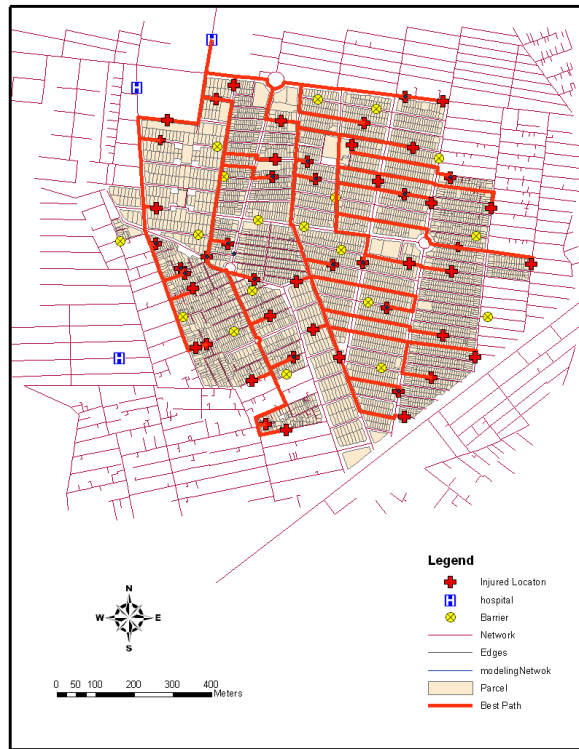 H
H
H
Legend
Injured Locaton
H hospital
Barrier
Network
Edges
modelingNetwok
Parcel
Best Path
N
W E
S
0 50 100 200 300 400
Meters